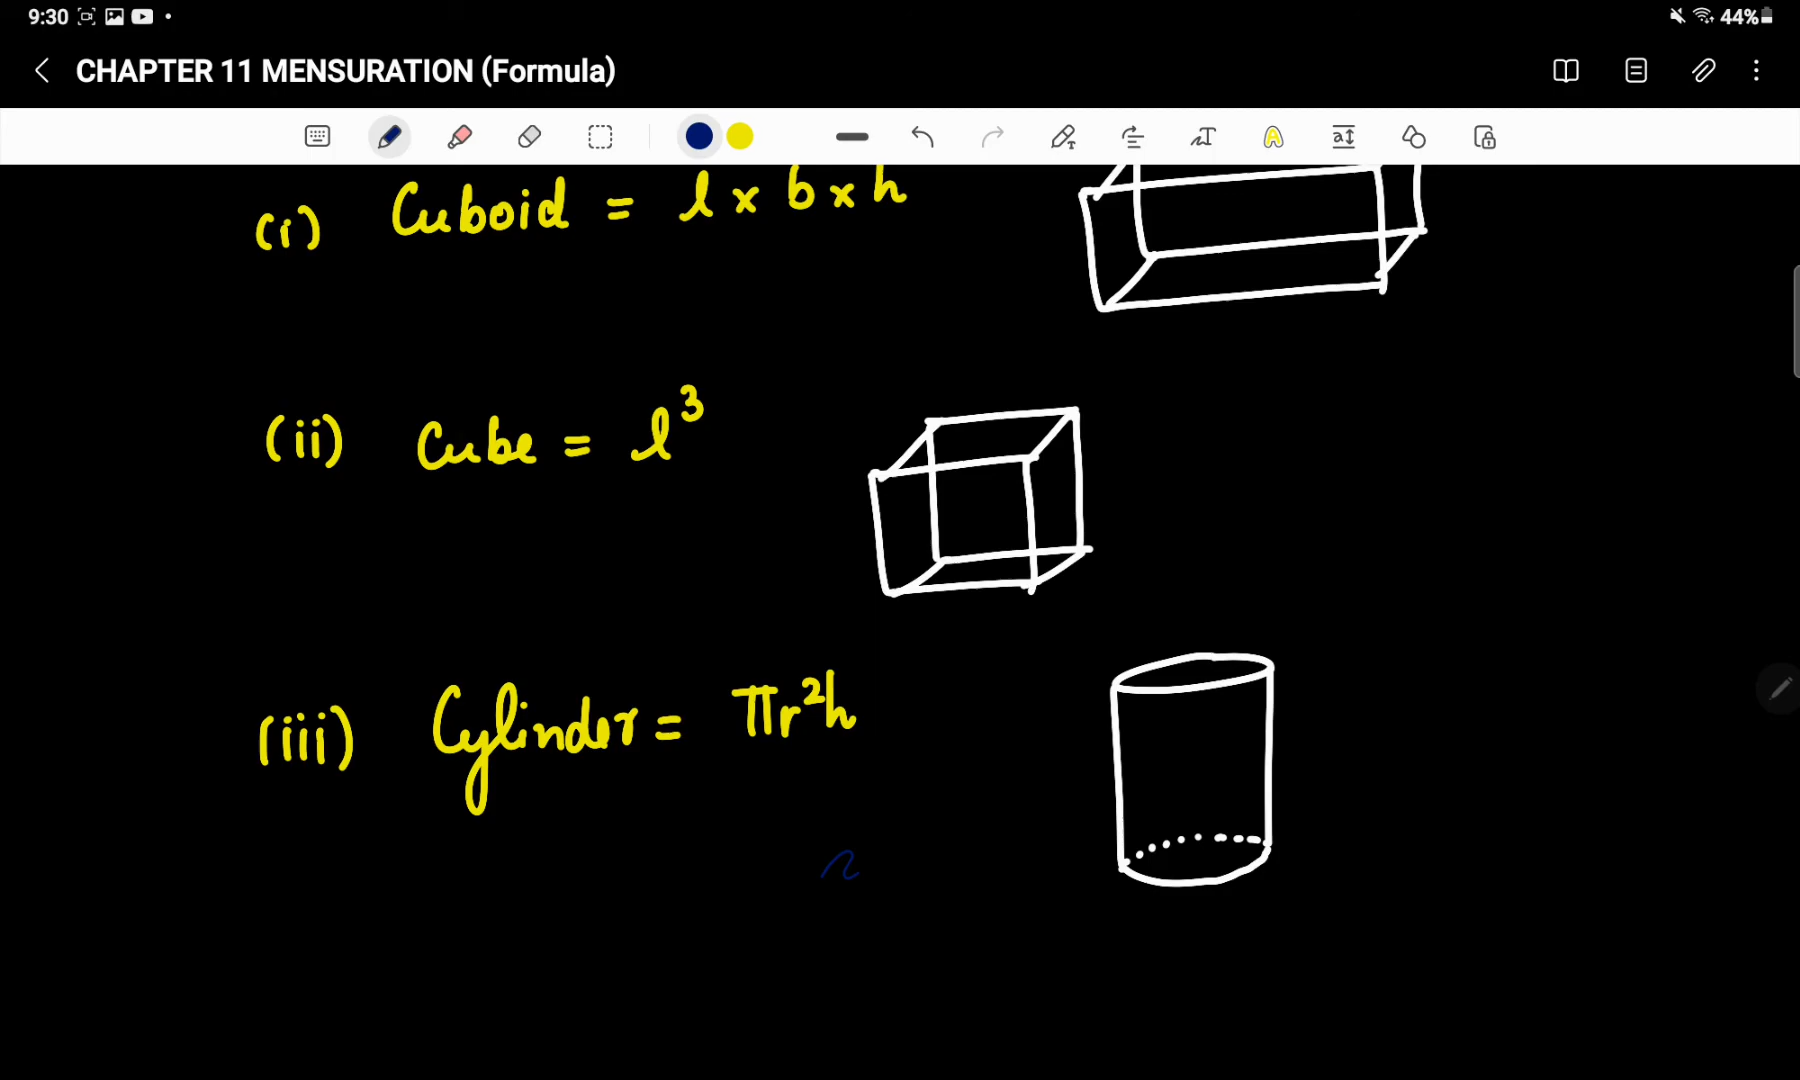 9:30 44%
CHAPTER 11 MENSURATION (Formula)
(i) Cuboid = l x b x h
(ii) Cube = l³
(iii) Cylinder = πr²h